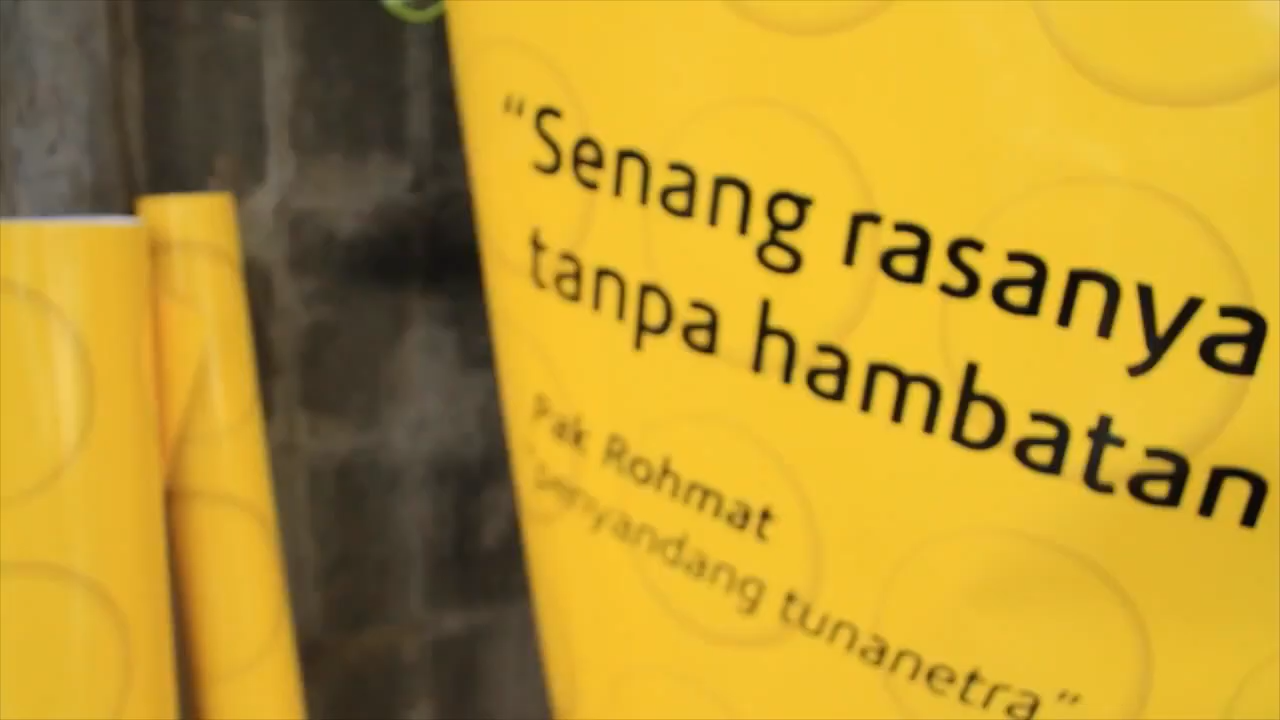 “Senang rasanya
tanpa hambatan
Pak Rohmat
penyandang tunanetra”